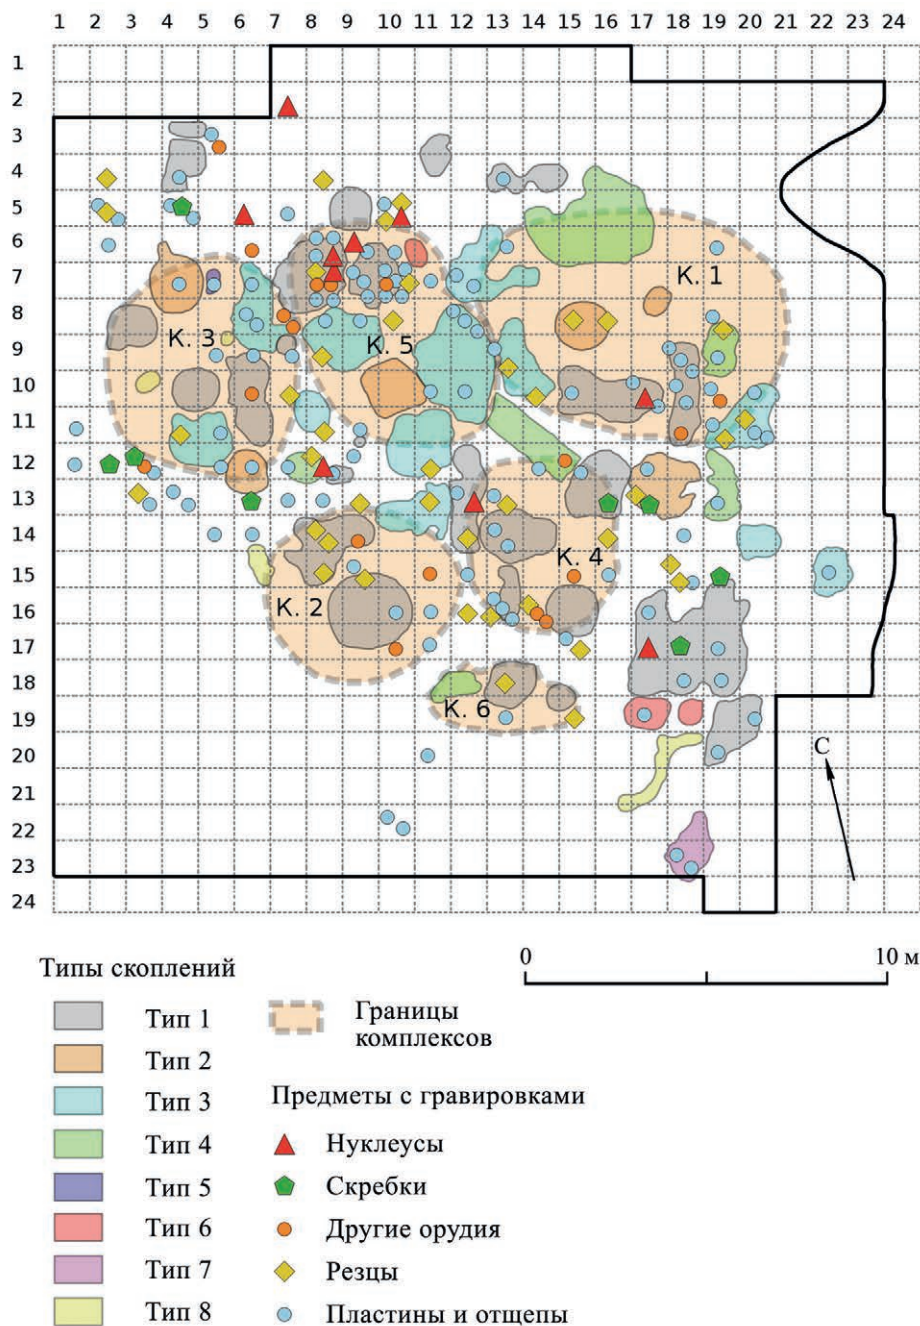 1 2 3 4 5 6 7 8 9 10 11 12 13 14 15 16 17 18 19 20 21 22 23 24
1
2
3
4
5
6
7
8
9
10
11
12
13
14
15
16
17
18
19
20
21
22
23
24
К. 1
К. 3
К. 5
К. 4
К. 2
К. 6
С
0 10 м
Типы скоплений
Тип 1
Тип 2
Тип 3
Тип 4
Тип 5
Тип 6
Тип 7
Тип 8
Границы
комплексов
Предметы с гравировками
Нуклеусы
Скребки
Другие орудия
Резцы
Пластины и отщепы